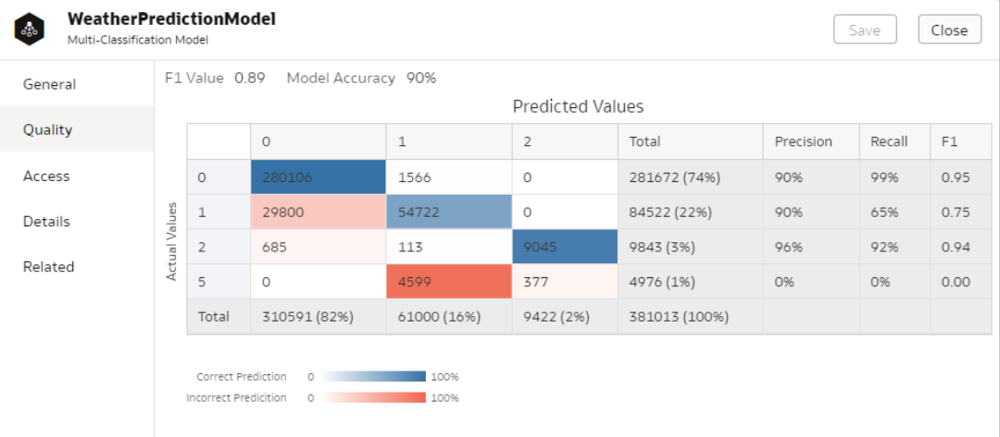 WeatherPredictionModel
Multi-Classification Model
Save Close
General
Quality
Access
Details
Related
F1 Value 0.89 Model Accuracy 90%
Predicted Values
Actual Values
0 1 2 Total Precision Recall F1
0 280106 1566 0 281672 (74%) 90% 99% 0.95
1 29800 54722 0 84522 (22%) 90% 65% 0.75
2 685 113 9045 9843 (3%) 96% 92% 0.94
5 0 4599 377 4976 (1%) 0% 0% 0.00
Total 310591 (82%) 61000 (16%) 9422 (2%) 381013 (100%)
Correct Prediction 0 100%
Incorrect Predicition 0 100%